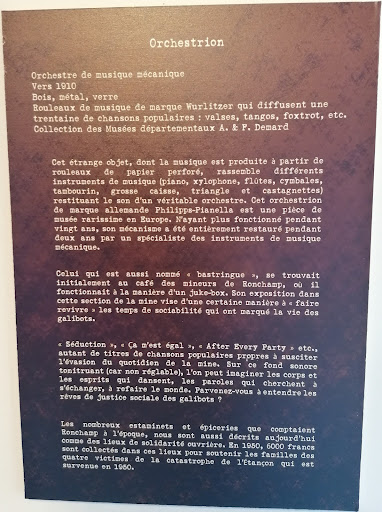 Orchestrion
Orchestre de musique mécanique
Vers 1910
Bois, métal, verre
Rouleaux de musique de marque Wurlitzer qui diffusent une
trentaine de chansons populaires : valses, tangos, foxtrot, etc.
Collection des Musées départementaux A. & F. Demard
Cet étrange objet, dont la musique est produite à partir de
rouleaux de papier perforé, rassemble différents
instruments de musique (piano, xylophone, flûtes, cymbales,
tambourin, grosse caisse, triangle et castagnettes)
restituant le son d'un véritable orchestre. Cet orchestrion
de marque allemande Philipps-Pianella est une pièce de
musée rarissime en Europe. N'ayant plus fonctionné pendant
vingt ans, son mécanisme a été entièrement restauré pendant
deux ans par un spécialiste des instruments de musique
mécanique.
Celui qui est aussi nommé « bastringue », se trouvait
initialement au café des mineurs de Ronchamp, où il
fonctionnait à la manière d'un juke-box. Son exposition dans
cette section de la mine vise d'une certaine manière à « faire
revivre » les temps de sociabilité qui ont marqué la vie des
galibots.
« Séduction », « Ça m'est égal », « After Every Party » etc.,
autant de titres de chansons populaires propres à susciter
l'évasion du quotidien de la mine. Sur ce fond sonore
tonitruant (car non réglable), l'on peut imaginer les corps et
les esprits qui dansent, les paroles qui cherchent à
s'échanger, à refaire le monde. Parvenez-vous à entendre les
rêves de justice sociale des galibots ?
Les nombreux estaminets et épiceries que comptaient
Ronchamp à l'époque, nous sont aussi décrits aujourd'hui
comme des lieux de solidarité ouvrière. En 1950, 6000 francs
sont collectés dans ces lieux pour soutenir les familles des
quatre victimes de la catastrophe de l'Étançon qui est
survenue en 1950.